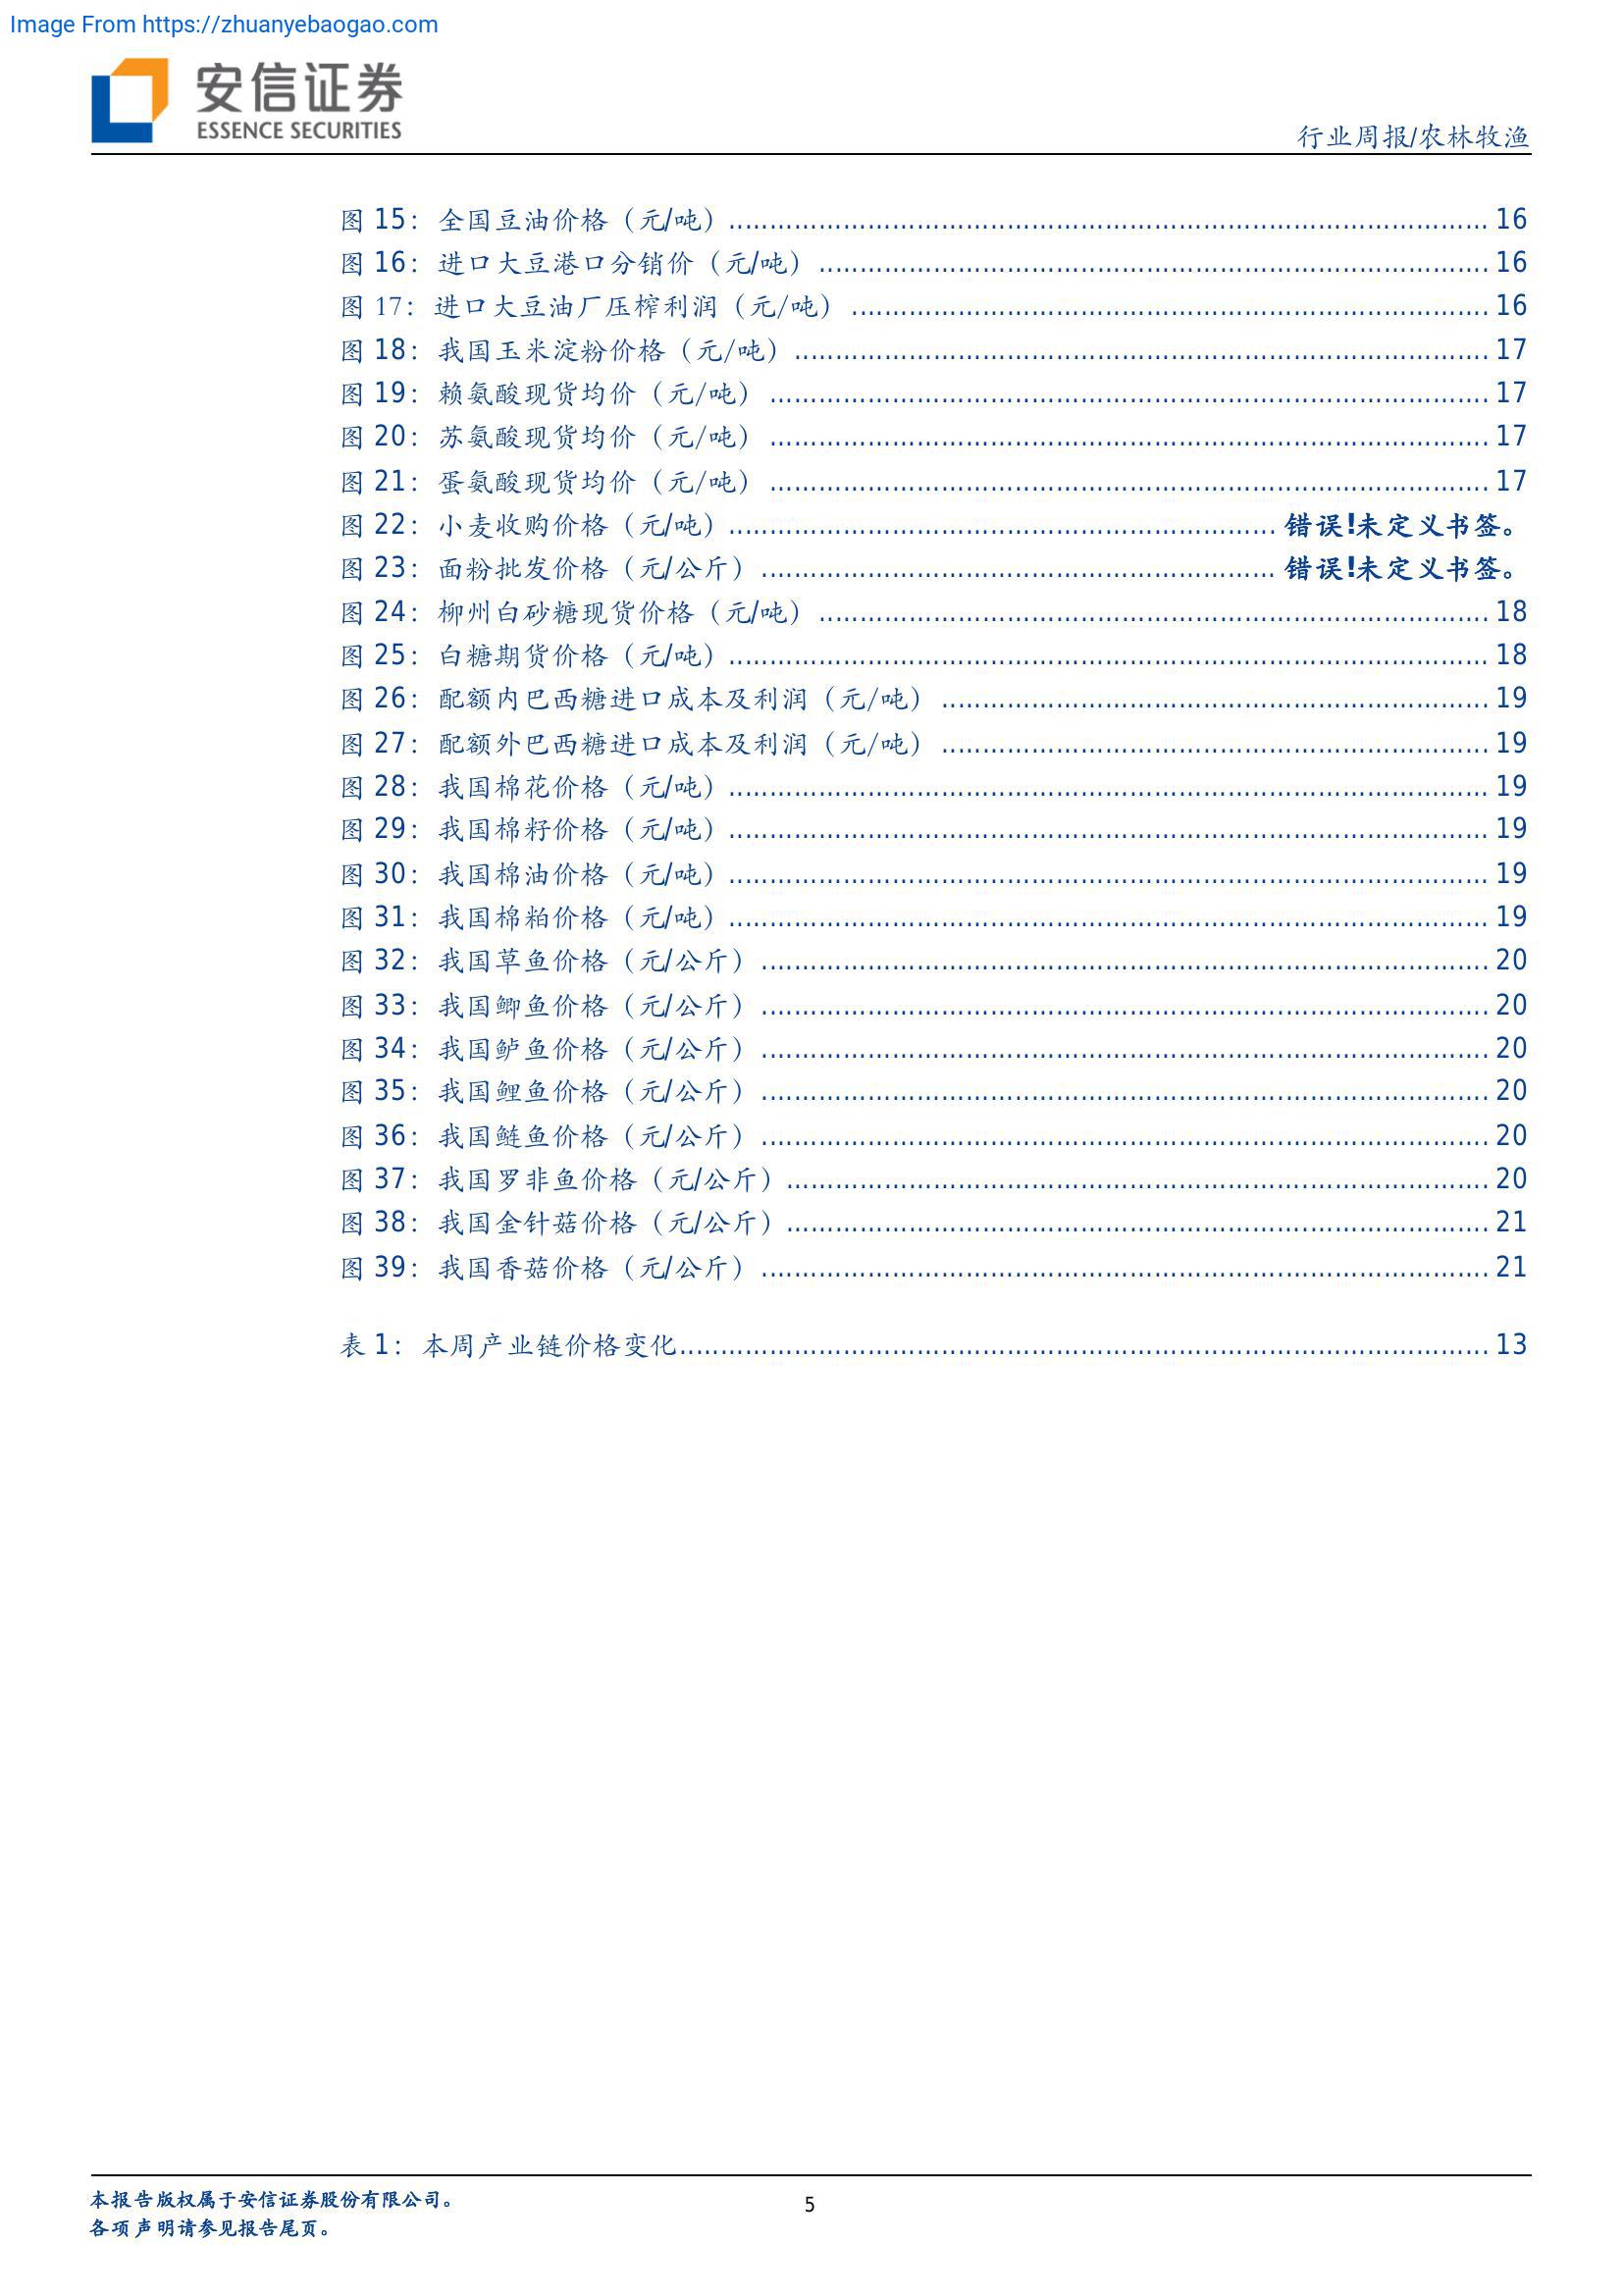 Image From https://zhuanyebaogao.com
安信证券
ESSENCE SECURITIES
行业周报/农林牧渔
图 15：全国豆油价格（元/吨）......................................................................................... 16
图 16：进口大豆港口分销价（元/吨）......................................................................................... 16
图 17：进口大豆油厂压榨利润（元/吨）......................................................................................... 16
图 18：我国玉米淀粉价格（元/吨）......................................................................................... 17
图 19：赖氨酸现货均价（元/吨）......................................................................................... 17
图 20：苏氨酸现货均价（元/吨）......................................................................................... 17
图 21：蛋氨酸现货均价（元/吨）......................................................................................... 17
图 22：小麦收购价格（元/吨）................................................................ 错误!未定义书签。
图 23：面粉批发价格（元/公斤）................................................................ 错误!未定义书签。
图 24：柳州白砂糖现货价格（元/吨）......................................................................................... 18
图 25：白糖期货价格（元/吨）......................................................................................... 18
图 26：配额内巴西糖进口成本及利润（元/吨）................................................................... 19
图 27：配额外巴西糖进口成本及利润（元/吨）................................................................... 19
图 28：我国棉花价格（元/吨）......................................................................................... 19
图 29：我国棉籽价格（元/吨）......................................................................................... 19
图 30：我国棉油价格（元/吨）......................................................................................... 19
图 31：我国棉粕价格（元/吨）......................................................................................... 19
图 32：我国草鱼价格（元/公斤）......................................................................................... 20
图 33：我国鲫鱼价格（元/公斤）......................................................................................... 20
图 34：我国鲈鱼价格（元/公斤）......................................................................................... 20
图 35：我国鲤鱼价格（元/公斤）......................................................................................... 20
图 36：我国鲢鱼价格（元/公斤）......................................................................................... 20
图 37：我国罗非鱼价格（元/公斤）......................................................................................... 20
图 38：我国金针菇价格（元/公斤）......................................................................................... 21
图 39：我国香菇价格（元/公斤）......................................................................................... 21
表 1：本周产业链价格变化......................................................................................... 13
本报告版权属于安信证券股份有限公司。
各项声明请参见报告尾页。
5